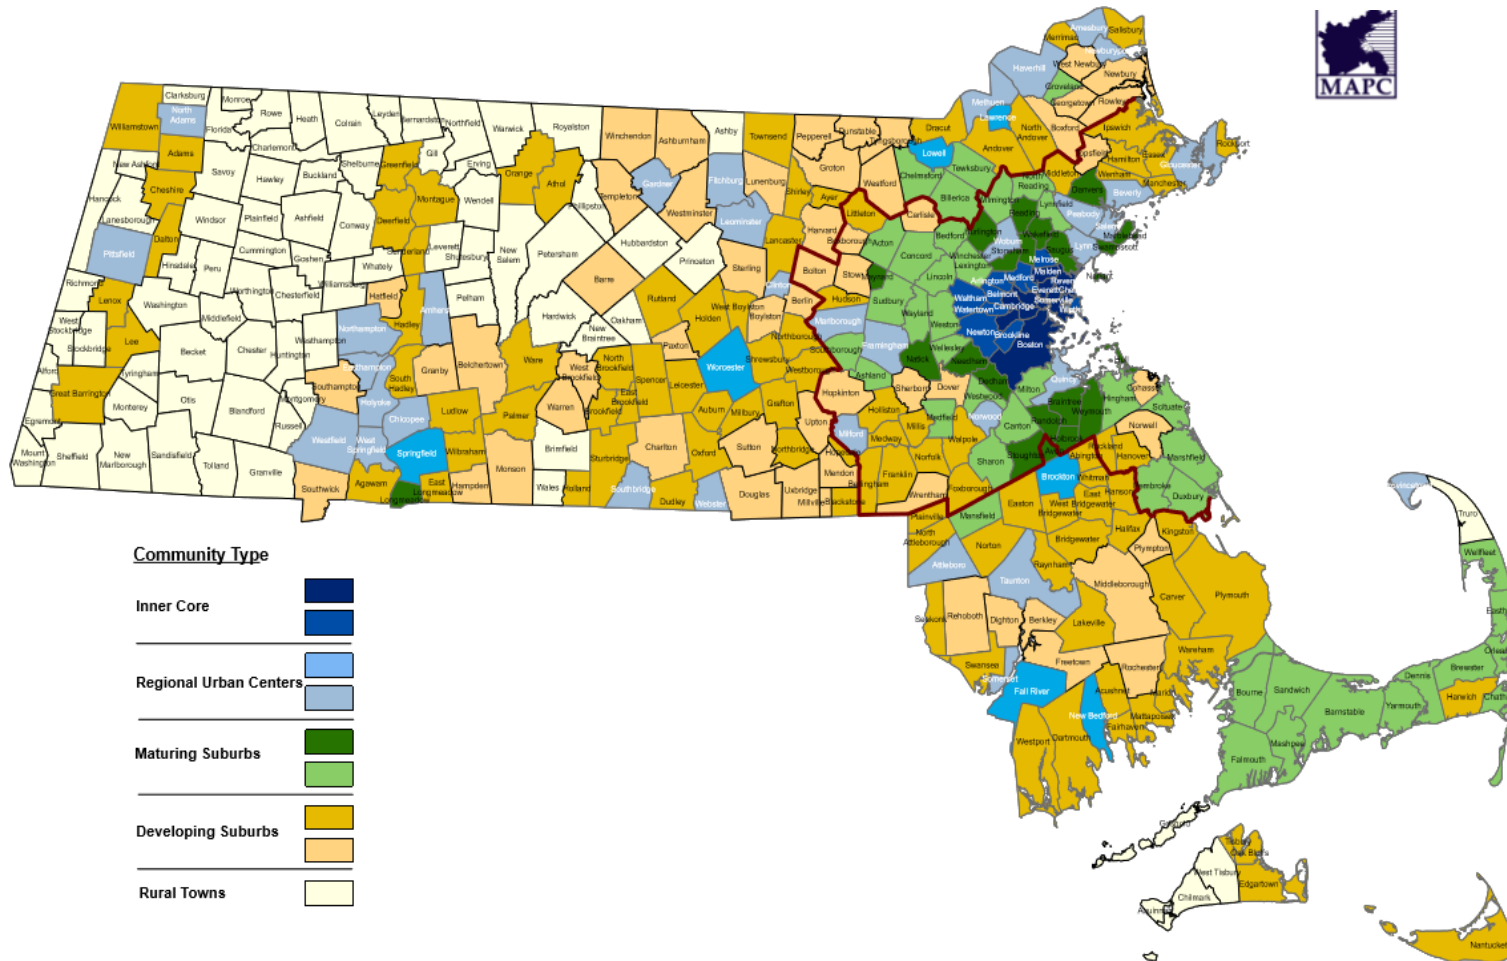 MAPC
Amesbury
Salisbury
Merrimac
Haverhill
West Newbury
Newbury
Groveland
Georgetown
Methuen
Lawrence
Boxford
Clarksburg
Monroe
North
Adams
Rowe
Heath
Colrain
Leyden
Northfield
Warwick
Royalston
Winchendon
Ashburnham
Ashby
Townsend
Pepperell
Dunstable
Dracut
North
Andover
Andover
Ipswich
Rockport
Williamstown
Florida
Charlemont
Adams
Shelburne
Greenfield
Gill
Erving
Orange
Athol
Gardner
Fitchburg
Lunenburg
Groton
Westford
Lowell
Chelmsford
Tewksbury
Middleton
Hamilton
Essex
Wenham
Manchester
Gloucester
New Ashford
Savoy
Hawley
Buckland
Cheshire
Montague
Wendell
Phillipston
Templeton
Westminster
Leominster
Shirley
Ayer
Littleton
Carlisle
Billerica
North
Reading
Wilmington
Lynnfield
Danvers
Beverly
Peabody
Salem
Hancock
Lanesborough
Windsor
Plainfield
Ashfield
Conway
Deerfield
Sunderland
Leverett
Shutesbury
New
Salem
Petersham
Hubbardston
Princeton
Lancaster
Harvard
Boxborough
Acton
Bedford
Reading
Wakefield
Woburn
Stoneham
Lynn
Swampscott
Melrose
Dalton
Pittsfield
Hinsdale
Peru
Cummington
Goshen
Whately
Williamsburg
Worthington
Chesterfield
Hatfield
Pelham
Barre
Sterling
Clinton
Bolton
Stow
Maynard
Concord
Lincoln
Lexington
Winchester
Malden
Medford
Arlington
Belmont
Everett
Somerville
Cambridge
Waltham
Watertown
Richmond
Lenox
Washington
Middlefield
Northampton
Hadley
Amherst
Hardwick
Oakham
Rutland
Holden
West Boylston
Boylston
Berlin
Hudson
Sudbury
Wayland
Weston
Newton
Brookline
Boston
West
Stockbridge
Stockbridge
Lee
Becket
Chester
Huntington
Westhampton
Easthampton
Belchertown
Ware
New
Braintree
Paxton
Worcester
Shrewsbury
Northborough
Marlborough
Southborough
Framingham
Natick
Wellesley
Needham
Dedham
Milton
Quincy
Hull
Alford
Great Barrington
Tyringham
Monterey
Otis
Blandford
Montgomery
Southampton
South
Hadley
Granby
Holyoke
West
Brookfield
North
Brookfield
Spencer
Leicester
Westborough
Ashland
Sherborn
Dover
Westwood
Norwood
Braintree
Weymouth
Hingham
Cohasset
Scituate
Egremont
Russell
Westfield
West
Springfield
Chicopee
Ludlow
Palmer
Warren
Brookfield
East
Brookfield
Auburn
Millbury
Grafton
Upton
Hopkinton
Holliston
Medfield
Millis
Walpole
Canton
Randolph
Holbrook
Norwell
Mount
Washington
Sheffield
New
Marlborough
Sandisfield
Tolland
Granville
Southwick
Agawam
Springfield
Wilbraham
Longmeadow
East
Longmeadow
Hampden
Monson
Brimfield
Wales
Holland
Sturbridge
Charlton
Oxford
Sutton
Northbridge
Milford
Medway
Norfolk
Franklin
Sharon
Stoughton
Brockton
Abington
Rockland
Hanover
Marshfield
Southbridge
Dudley
Webster
Douglas
Uxbridge
Mendon
Millville
Blackstone
Bellingham
Wrentham
Foxborough
Plainville
North
Attleborough
Mansfield
Easton
West
Bridgewater
East
Bridgewater
Whitman
Hanson
Pembroke
Duxbury
Halifax
Kingston
Plympton
Bridgewater
Norton
Raynham
Attleboro
Taunton
Middleborough
Carver
Plymouth
Seekonk
Rehoboth
Dighton
Berkley
Lakeville
Wareham
Swansea
Somerset
Freetown
Rochester
Fall River
New Bedford
Acushnet
Marion
Mattapoisett
Fairhaven
Westport
Dartmouth
Truro
Wellfleet
Brewster
Dennis
Harwich
Yarmouth
Barnstable
Sandwich
Bourne
Mashpee
Falmouth
Tisbury
Oak Bluffs
West Tisbury
Edgartown
Chilmark
Nantucket
Community Type
Inner Core
Regional Urban Centers
Maturing Suburbs
Developing Suburbs
Rural Towns